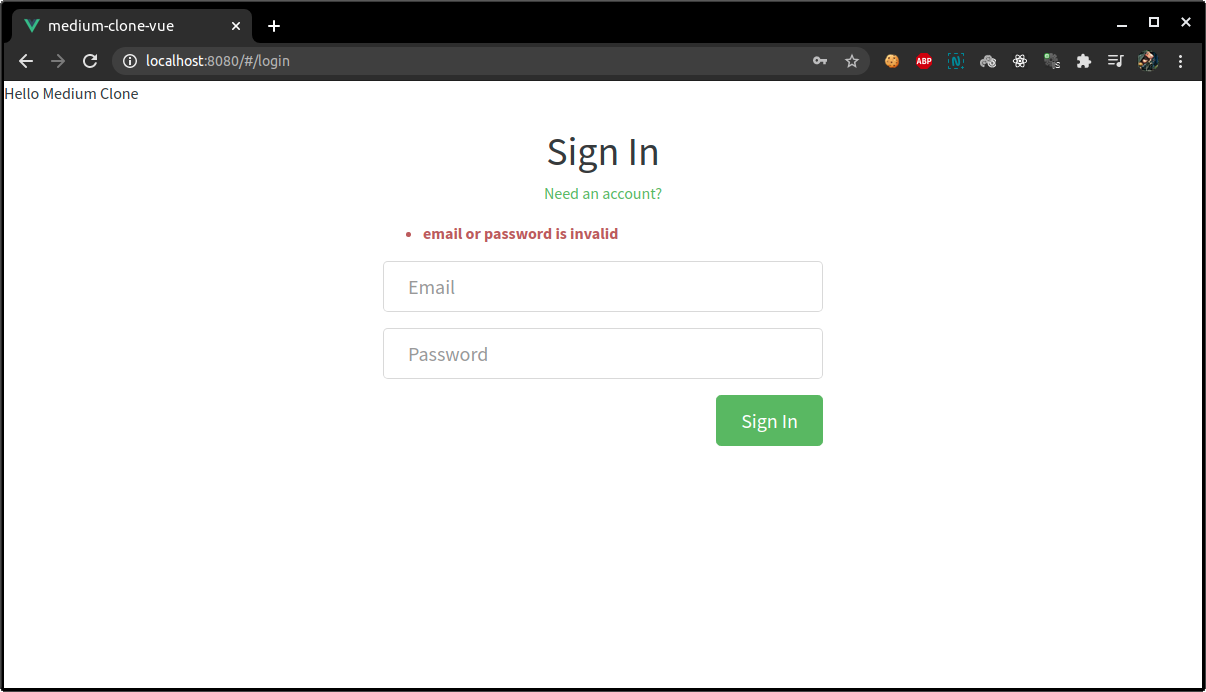 medium-clone-vue
localhost:8080/#/login
ABP
N
S
Hello Medium Clone
Sign In
Need an account?
email or password is invalid
Email
Password
Sign In